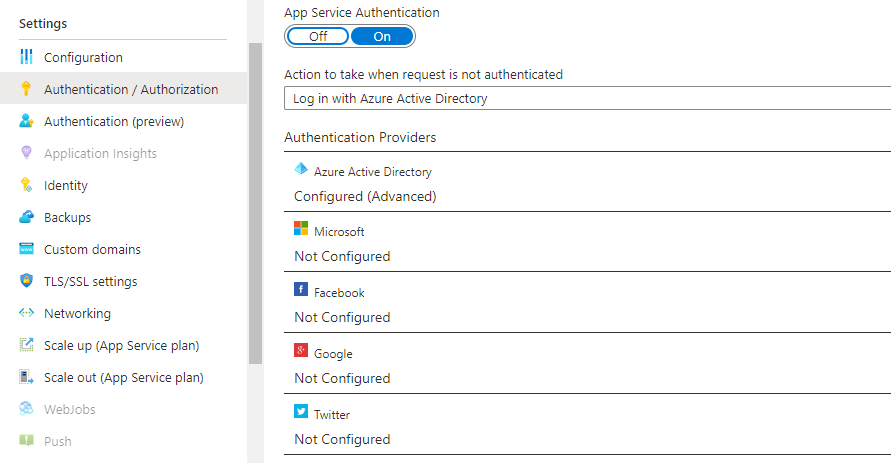 Settings
Configuration
Authentication / Authorization
Authentication (preview)
Application Insights
Identity
Backups
Custom domains
TLS/SSL settings
Networking
Scale up (App Service plan)
Scale out (App Service plan)
WebJobs
Push
App Service Authentication
Off On
Action to take when request is not authenticated
Log in with Azure Active Directory
Authentication Providers
Azure Active Directory
Configured (Advanced)
Microsoft
Not Configured
Facebook
Not Configured
Google
Not Configured
Twitter
Not Configured